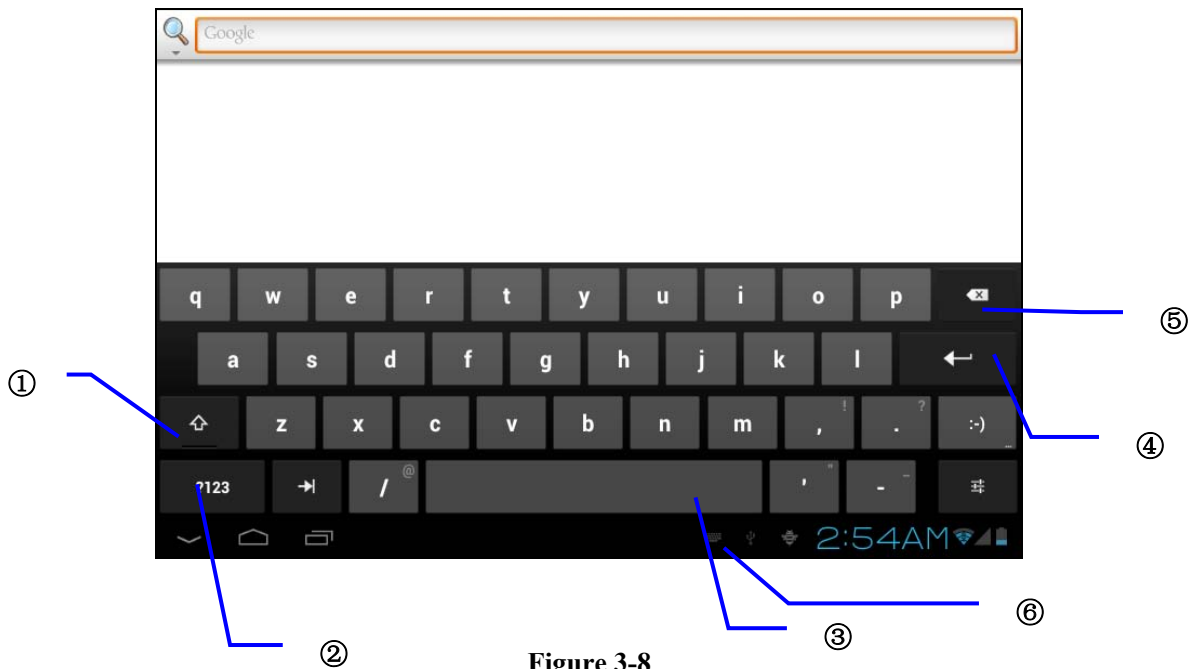 Google
q w e r t y u i o p
⑤
a s d f g h j k l
①
z x c v b n m , ! . ? :-) ...
④
?123 / @ ' " - _
2:54AM
⑥
③
②
Figure 3-8